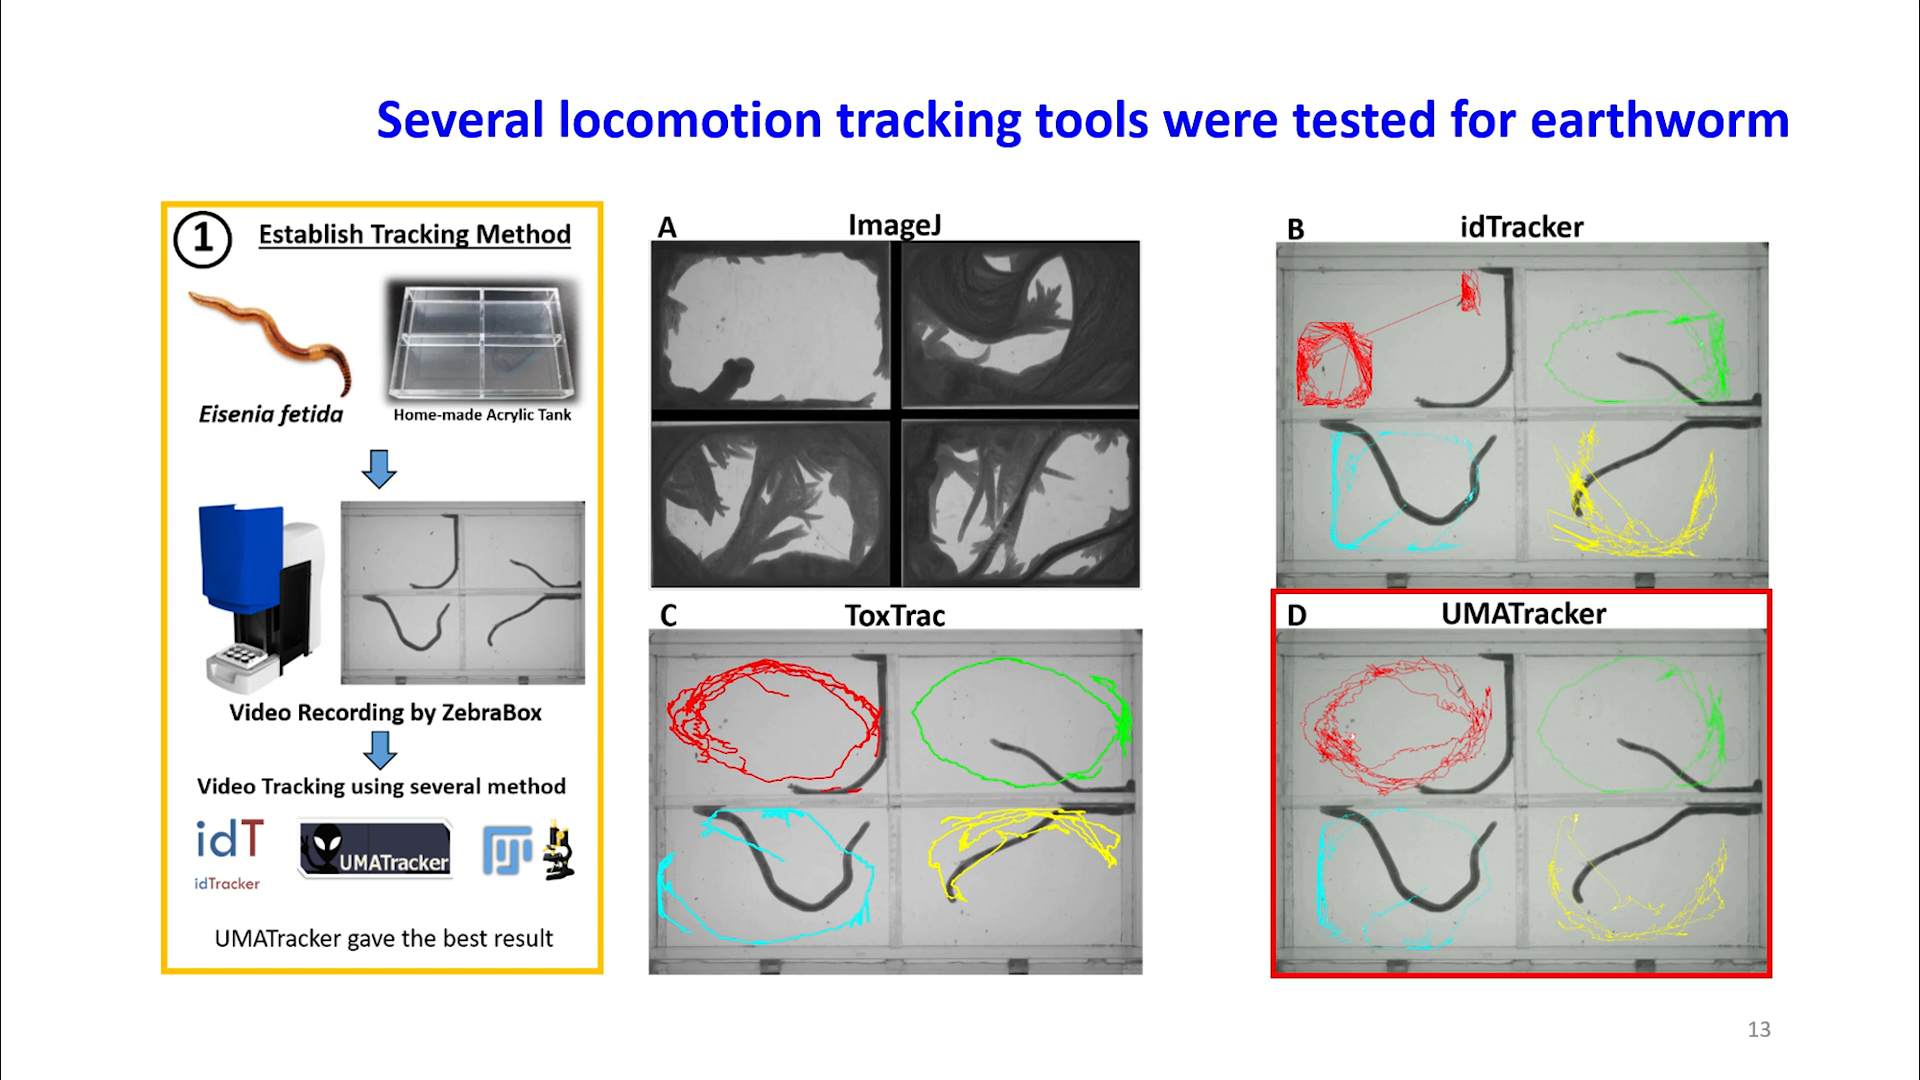 Several locomotion tracking tools were tested for earthworm
1
Establish Tracking Method
Eisenia fetida
Home-made Acrylic Tank
Video Recording by ZebraBox
Video Tracking using several method
idT
idTracker
UMATracker
UMATracker gave the best result
A
ImageJ
B
idTracker
C
ToxTrac
D
UMATracker
13